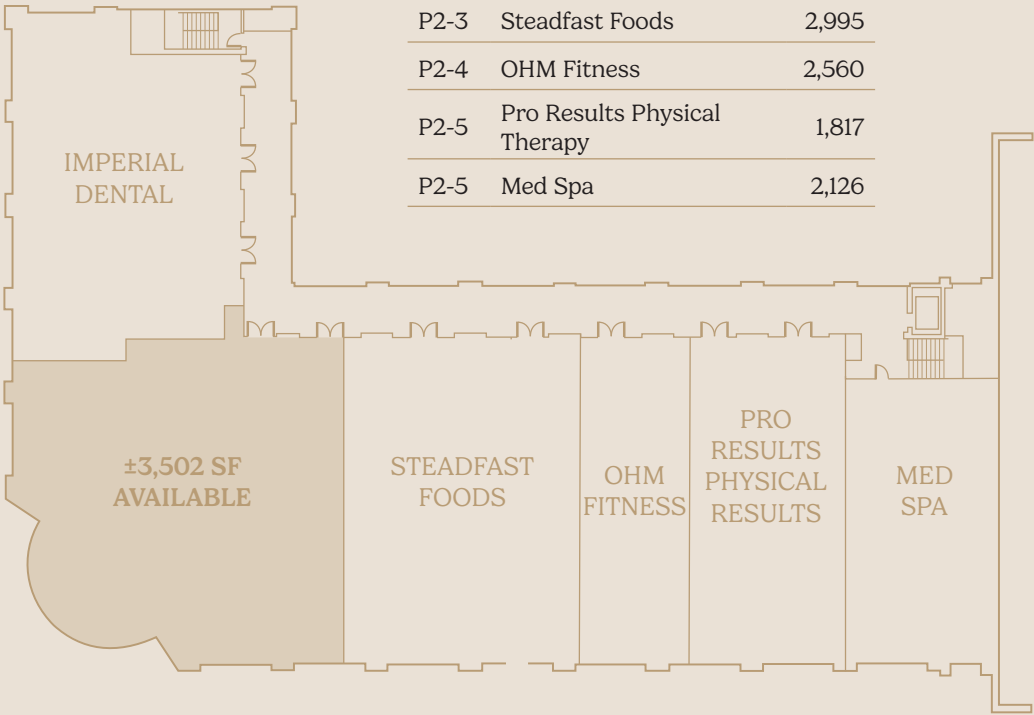 P2-3 Steadfast Foods 2,995
P2-4 OHM Fitness 2,560
P2-5 Pro Results Physical Therapy 1,817
P2-5 Med Spa 2,126
IMPERIAL
DENTAL
±3,502 SF
AVAILABLE
STEADFAST
FOODS
OHM
FITNESS
PRO
RESULTS
PHYSICAL
RESULTS
MED
SPA